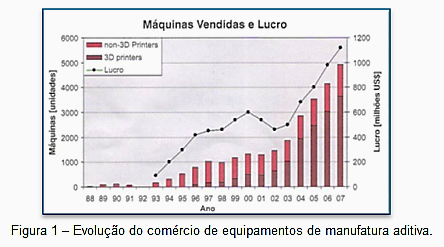 Máquinas Vendidas e Lucro
Máquinas [unidades]
6000
5000
4000
3000
2000
1000
0
non-3D Printers
3D printers
Lucro
1200
1000
800
600
400
200
0
Lucro [milhões US$]
88 89 90 91 92 93 94 95 96 97 98 99 00 01 02 03 04 05 06 07
Ano
Figura 1 – Evolução do comércio de equipamentos de manufatura aditiva.